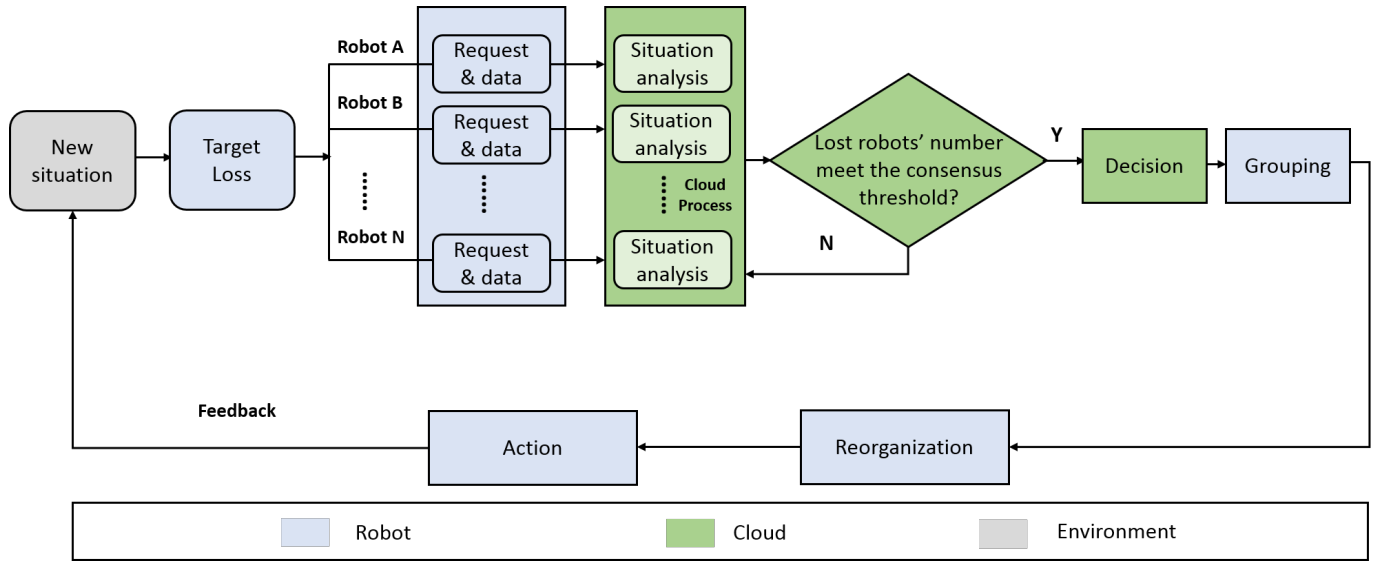 New
situation
Target
Loss
Robot A
Robot B
Robot N
Request
& data
Request
& data
Request
& data
Situation
analysis
Situation
analysis
Cloud
Process
Situation
analysis
Lost robots’ number
meet the consensus
threshold?
Y
N
Decision
Grouping
Feedback
Action
Reorganization
Robot
Cloud
Environment